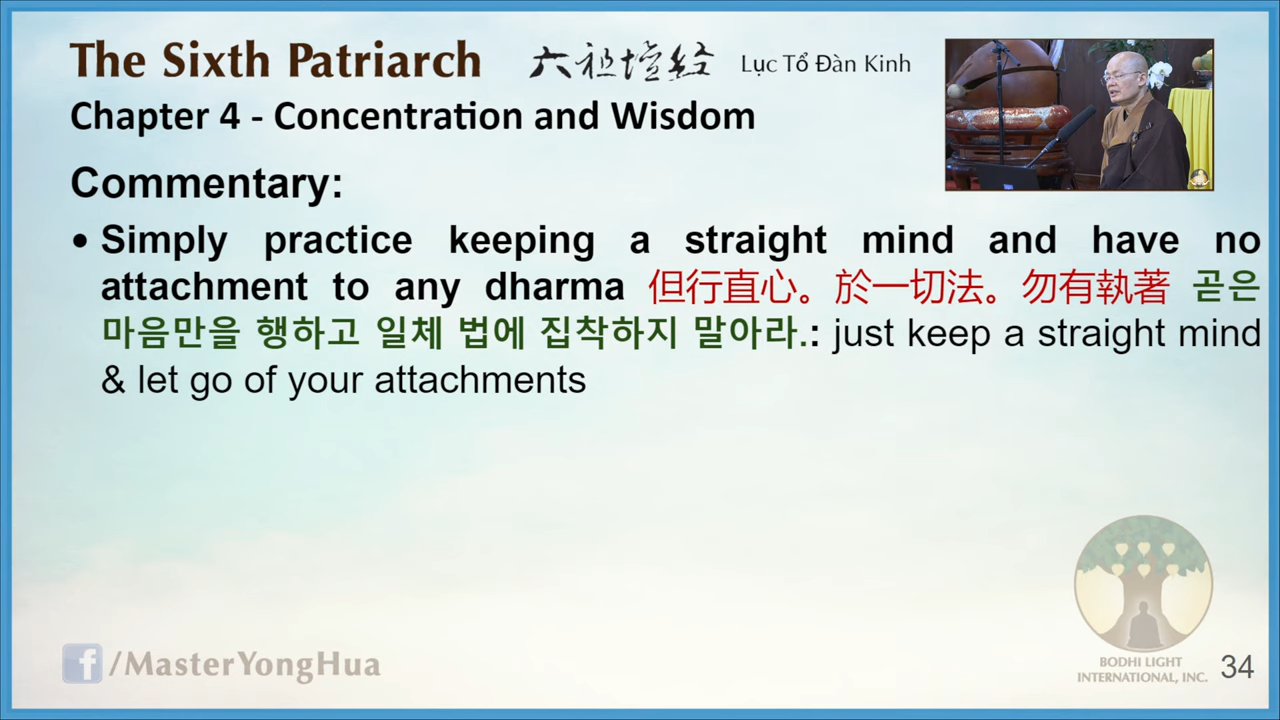 The Sixth Patriarch 六祖壇经 Lục Tổ Đàn Kinh
Chapter 4 - Concentration and Wisdom
Commentary:
• Simply practice keeping a straight mind and have no
attachment to any dharma 但行直心。於一切法。勿有執著 곧은
마음만을 행하고 일체 법에 집착하지 말아라.: just keep a straight mind
& let go of your attachments
f/MasterYongHua
BODHI LIGHT
INTERNATIONAL, INC.
34